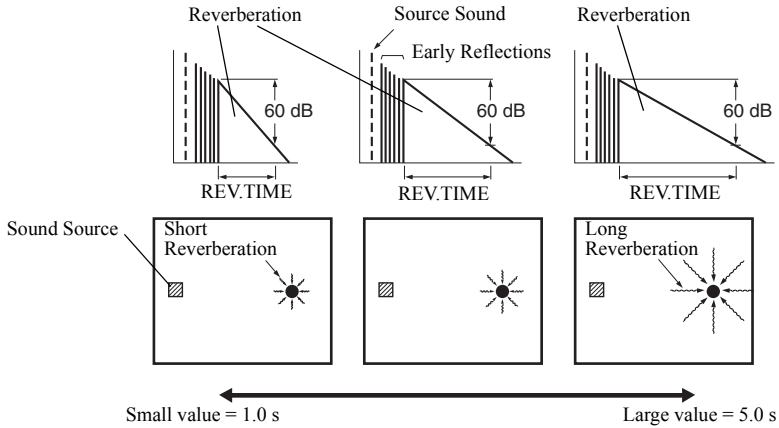 Reverberation
Source Sound
Reverberation
Early Reflections
60 dB
60 dB
60 dB
REV.TIME
REV.TIME
REV.TIME
Sound Source
Short
Reverberation
Long
Reverberation
Small value = 1.0 s
Large value = 5.0 s